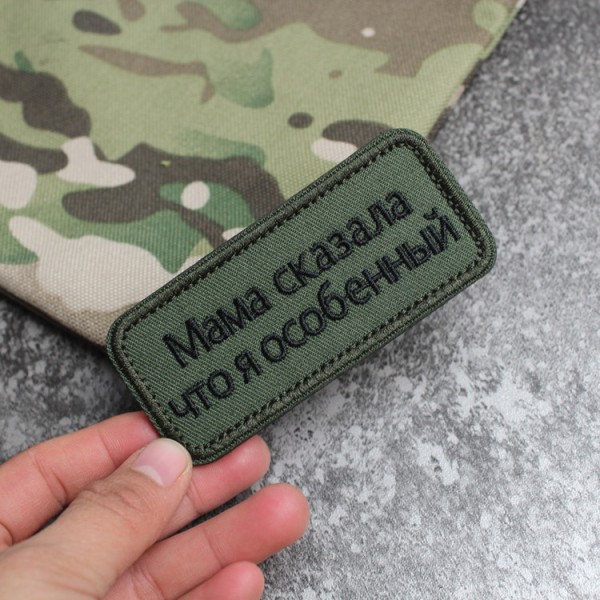 Мама сказала
что я особенный